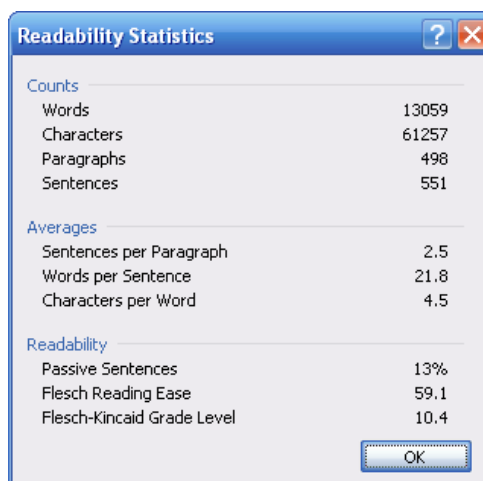 Readability Statistics
Counts
Words 13059
Characters 61257
Paragraphs 498
Sentences 551
Averages
Sentences per Paragraph 2.5
Words per Sentence 21.8
Characters per Word 4.5
Readability
Passive Sentences 13%
Flesch Reading Ease 59.1
Flesch-Kincaid Grade Level 10.4
OK